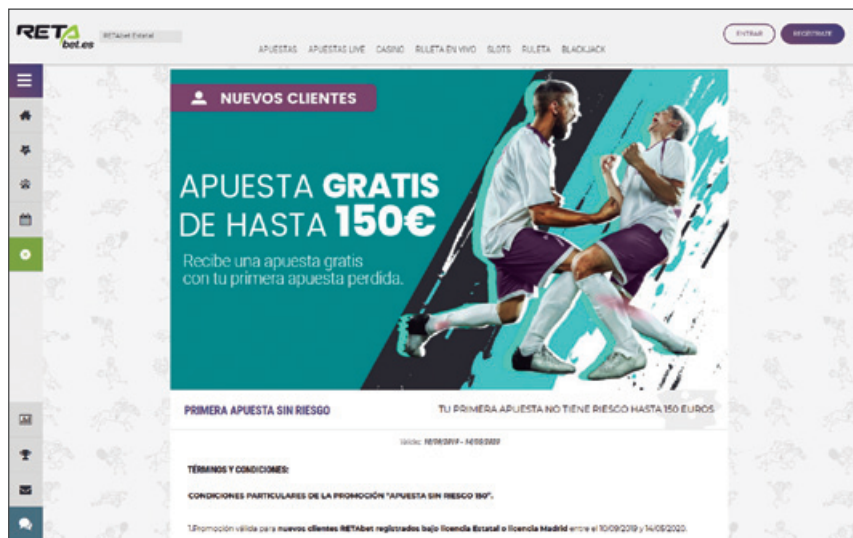 RETA
bet.es
RETAbet Estatal
APUESTAS APUESTAS LIVE CASINO RULETA EN VIVO SLOTS RULETA BLACKJACK
ENTRAR
REGÍSTRATE
NUEVOS CLIENTES
APUESTA GRATIS
DE HASTA 150€
Recibe una apuesta gratis
con tu primera apuesta perdida.
PRIMERA APUESTA SIN RIESGO
TU PRIMERA APUESTA NO TIENE RIESGO HASTA 150 EUROS
TÉRMINOS Y CONDICIONES:
CONDICIONES PARTICULARES DE LA PROMOCIÓN "APUESTA SIN RIESGO 150".
1.Promoción válida para nuevos clientes RETAbet registrados bajo licencia Estatal o licencia Madrid entre el 10/09/2019 y 14/05/2020.